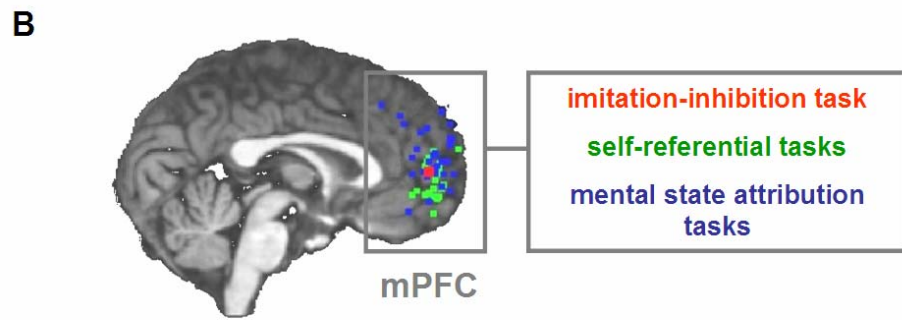 B
imitation-inhibition task
self-referential tasks
mental state attribution
tasks
mPFC